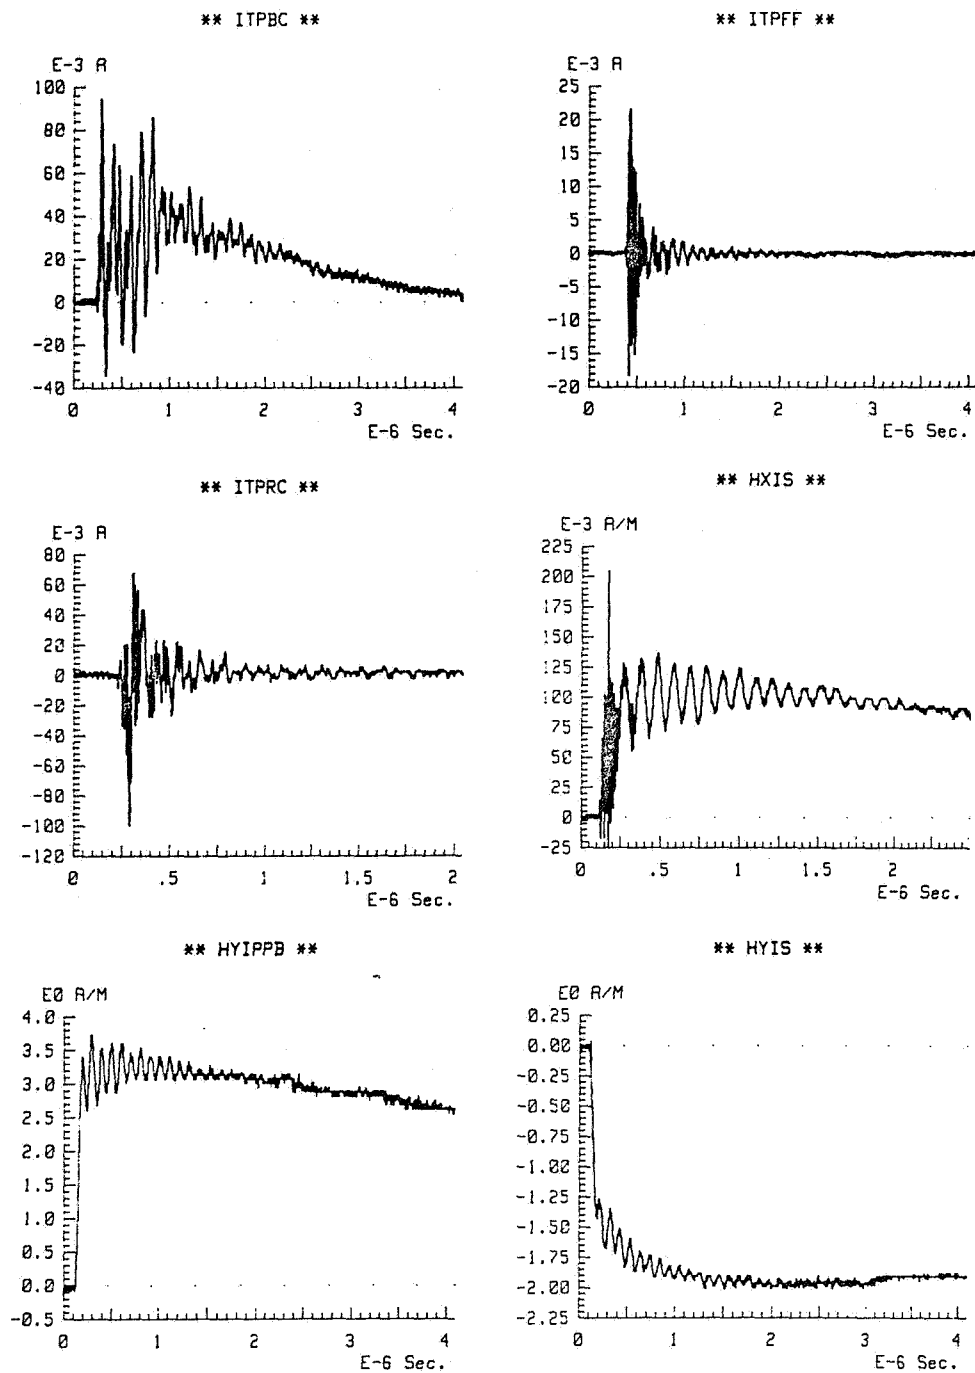 ** ITPBC **
E-3 A
100
80
60
40
20
0
-20
-40
0 1 2 3 4
E-6 Sec.
** ITPFF **
E-3 A
25
20
15
10
5
0
-5
-10
-15
-20
0 1 2 3 4
E-6 Sec.
** ITPRC **
E-3 A
80
60
40
20
0
-20
-40
-60
-80
-100
-120
0 .5 1 1.5 2
E-6 Sec.
** HXIS **
E-3 A/M
225
200
175
150
125
100
75
50
25
0
-25
0 .5 1 1.5 2
E-6 Sec.
** HYIPPB **
E0 A/M
4.0
3.5
3.0
2.5
2.0
1.5
1.0
0.5
0.0
-0.5
0 1 2 3 4
E-6 Sec.
** HYIS **
E0 A/M
0.25
0.00
-0.25
-0.50
-0.75
-1.00
-1.25
-1.50
-1.75
-2.00
-2.25
0 1 2 3 4
E-6 Sec.